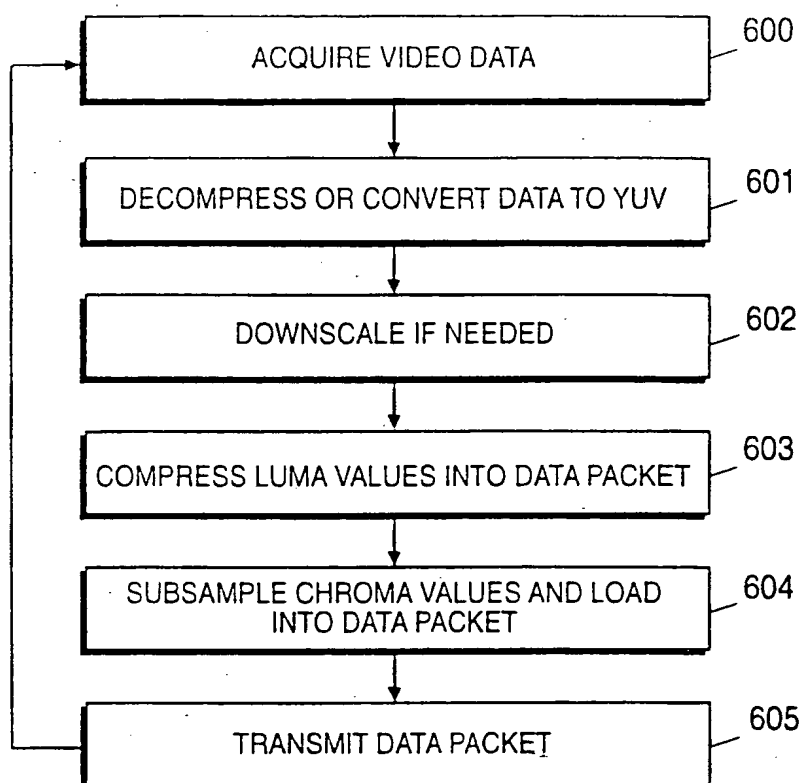 ACQUIRE VIDEO DATA
600
DECOMPRESS OR CONVERT DATA TO YUV
601
DOWNSCALE IF NEEDED
602
COMPRESS LUMA VALUES INTO DATA PACKET
603
SUBSAMPLE CHROMA VALUES AND LOAD
INTO DATA PACKET
604
TRANSMIT DATA PACKET
605